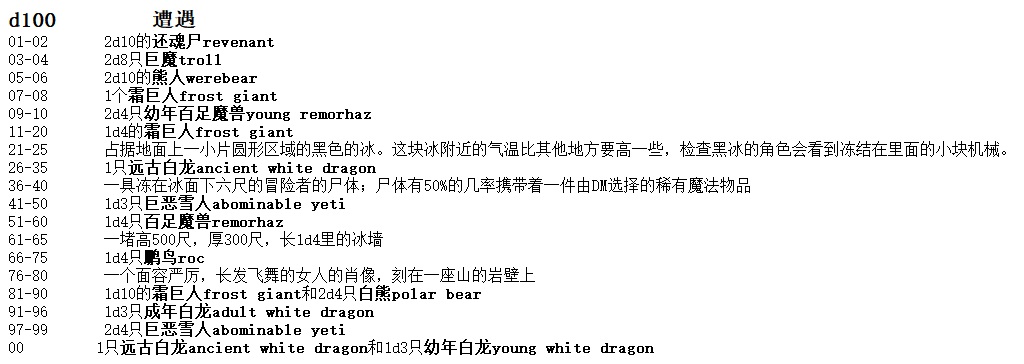 d100 遭遇
01-02 2d10的还魂尸revenant
03-04 2d8只巨魔troll
05-06 2d10的熊人werebear
07-08 1个霜巨人frost giant
09-10 2d4只幼年百足魔兽young remorhaz
11-20 1d4的霜巨人frost giant
21-25 占据地面上一小片圆形区域的黑色的冰。这块冰附近的气温比其他地方要高一些，检查黑冰的角色会看到冻结在里面的小块机械。
26-35 1只远古白龙ancient white dragon
36-40 一具冻在冰面下六尺的冒险者的尸体；尸体有50%的几率携带着一件由DM选择的稀有魔法物品
41-50 1d3只巨恶雪人abominable yeti
51-60 1d4只百足魔兽remorhaz
61-65 一堵高500尺，厚300尺，长1d4里的冰墙
66-75 1d4只鹏鸟roc
76-80 一个面容严厉，长发飞舞的女人的肖像，刻在一座山的岩壁上
81-90 1d10的霜巨人frost giant和2d4只白熊polar bear
91-96 1d3只成年白龙adult white dragon
97-99 2d4只巨恶雪人abominable yeti
00 1只远古白龙ancient white dragon和1d3只幼年白龙young white dragon